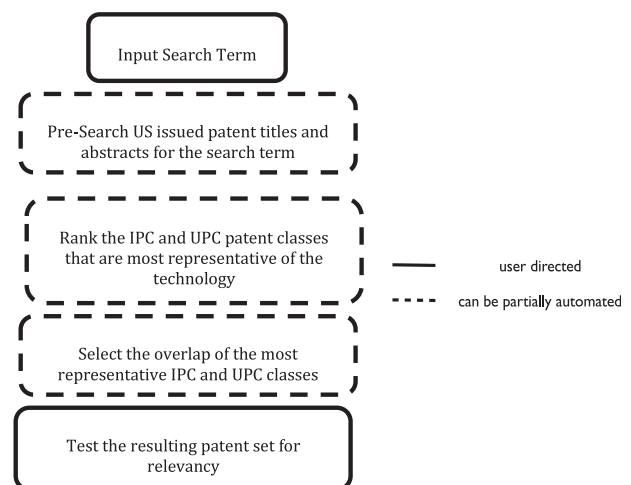 Input Search Term
Pre-Search US issued patent titles and
abstracts for the search term
Rank the IPC and UPC patent classes
that are most representative of the
technology
user directed
can be partially automated
Select the overlap of the most
representative IPC and UPC classes
Test the resulting patent set for
relevancy